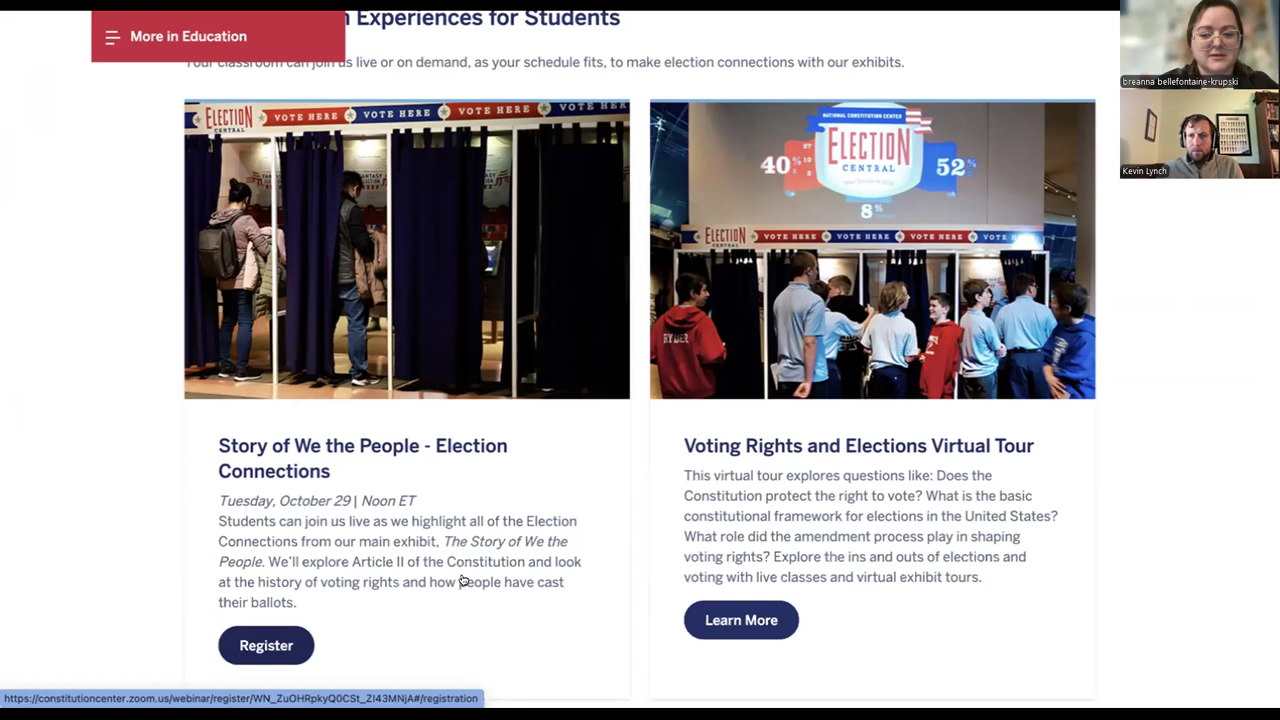 Experiences for Students
More in Education
Your classroom can join us live or on demand, as your schedule fits, to make election connections with our exhibits.
ELECTION CENTRAL VOTE HERE VOTE HERE VOTE HERE
NATIONAL CONSTITUTION CENTER
ELECTION
CENTRAL
40%
52%
8%
ELECTION CENTRAL VOTE HERE VOTE HERE VOTE HERE VOTE
RYDER
Story of We the People - Election
Connections
Tuesday, October 29 | Noon ET
Students can join us live as we highlight all of the Election
Connections from our main exhibit, The Story of We the
People. We'll explore Article II of the Constitution and look
at the history of voting rights and how people have cast
their ballots.
Register
Voting Rights and Elections Virtual Tour
This virtual tour explores questions like: Does the
Constitution protect the right to vote? What is the basic
constitutional framework for elections in the United States?
What role did the amendment process play in shaping
voting rights? Explore the ins and outs of elections and
voting with live classes and virtual exhibit tours.
Learn More
https://constitutioncenter.zoom.us/webinar/register/WN_ZuOHRpkyQ0CSt_ZI43MNjA#/registration
breanna bellefontaine-krupski
Kevin Lynch